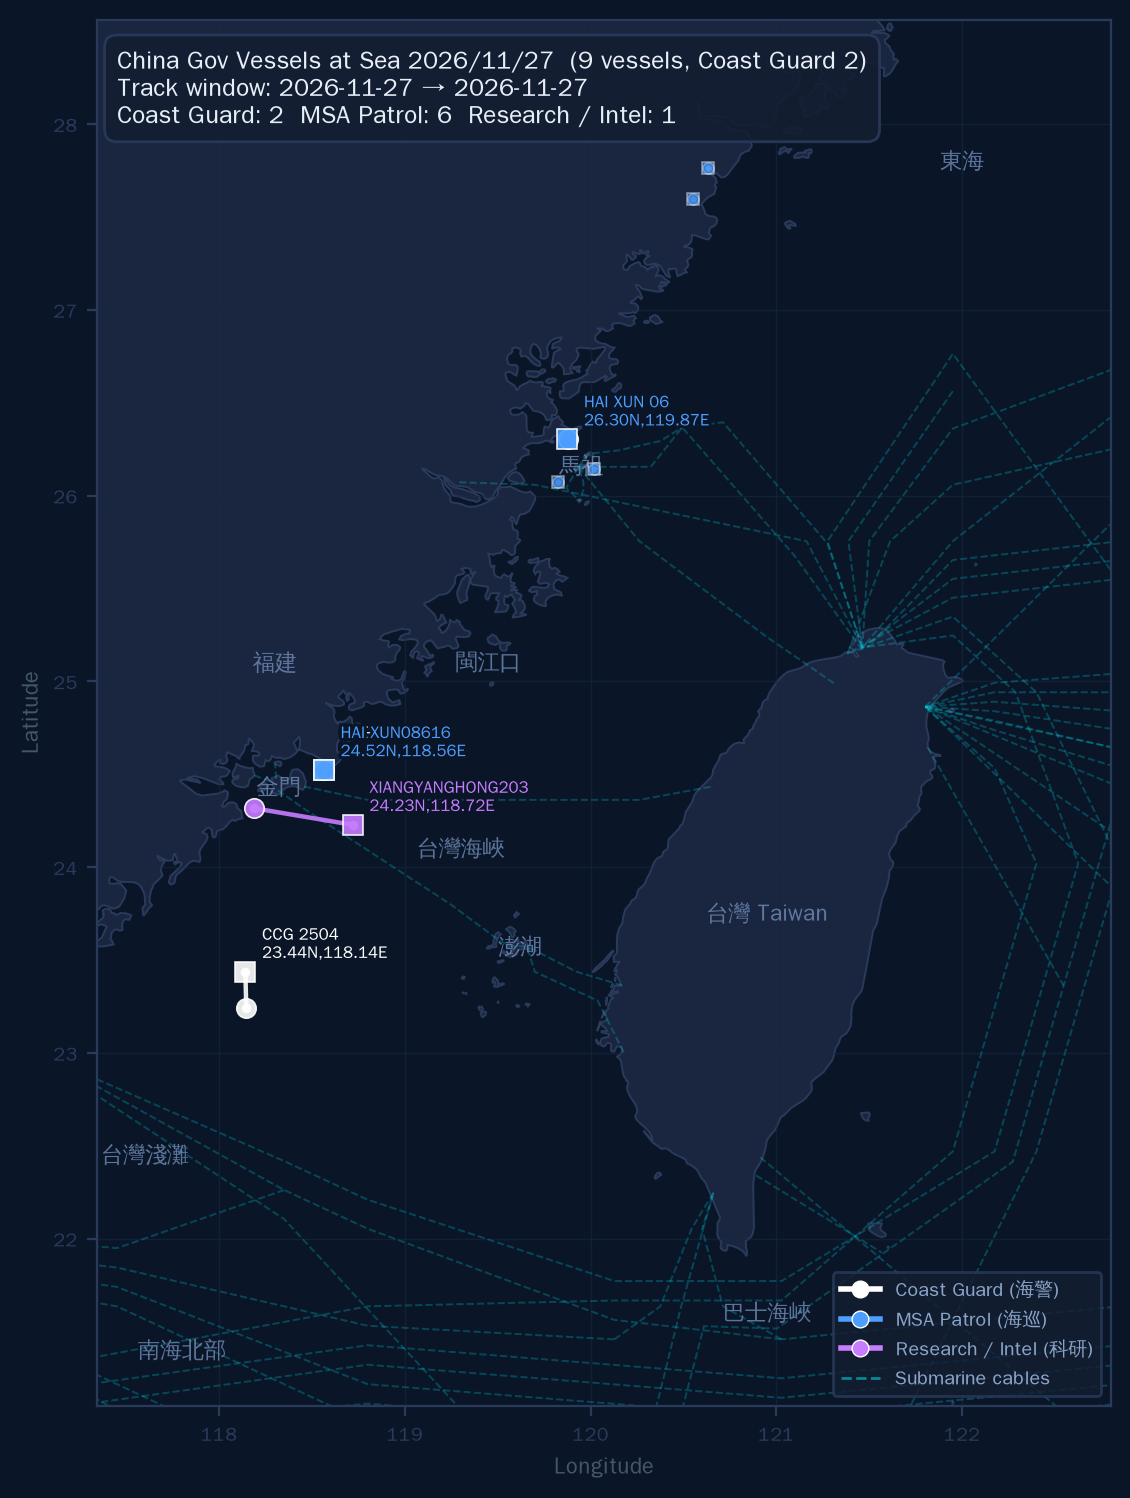 China Gov Vessels at Sea 2026/11/27 (9 vessels, Coast Guard 2)
Track window: 2026-11-27 → 2026-11-27
Coast Guard: 2 MSA Patrol: 6 Research / Intel: 1
28
27
26
25
24
23
22
Latitude
東海
HAI XUN 06
26.30N,119.87E
馬祖
福建
閩江口
HAI XUN08616
24.52N,118.56E
金門
XIANGYANGHONG203
24.23N,118.72E
台灣海峽
台灣 Taiwan
CCG 2504
23.44N,118.14E
澎湖
台灣淺灘
巴士海峽
南海北部
Coast Guard (海警)
MSA Patrol (海巡)
Research / Intel (科研)
Submarine cables
118
119
120
121
122
Longitude